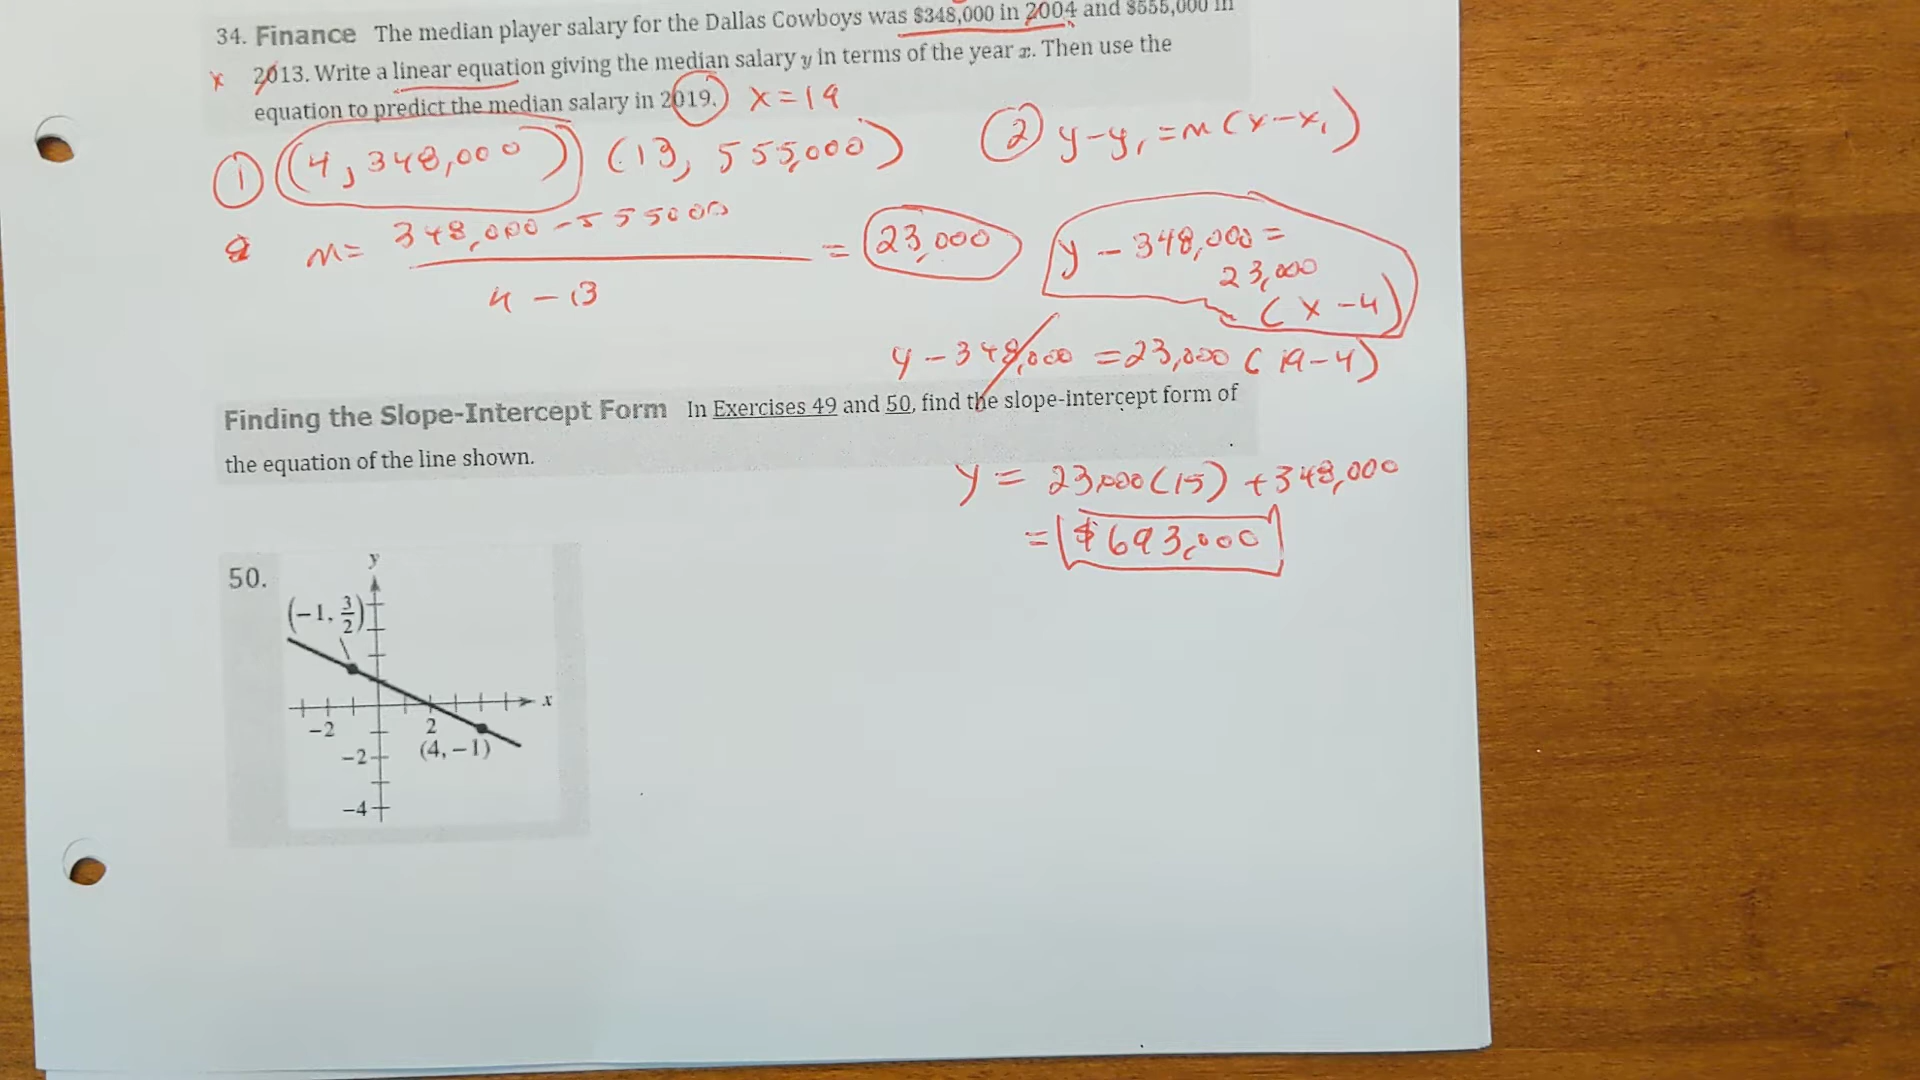 34. Finance The median player salary for the Dallas Cowboys was $348,000 in 2004 and $555,000 in
x 2013. Write a linear equation giving the median salary y in terms of the year x. Then use the
equation to predict the median salary in 2019. x = 19
① (4, 348,000) (13, 555,000)
② y - y₁ = m(x - x₁)
m = 348,000 - 555000
4 - 13
= 23,000
y - 348,000 =
23,000
(x - 4)
y - 348,000 = 23,000 (19 - 4)
Finding the Slope-Intercept Form In Exercises 49 and 50, find the slope-intercept form of
the equation of the line shown.
y = 23,000(15) + 348,000
= $693,000
50.
y
(-1, 3/2)
x
-2
2
-2
(4, -1)
-4